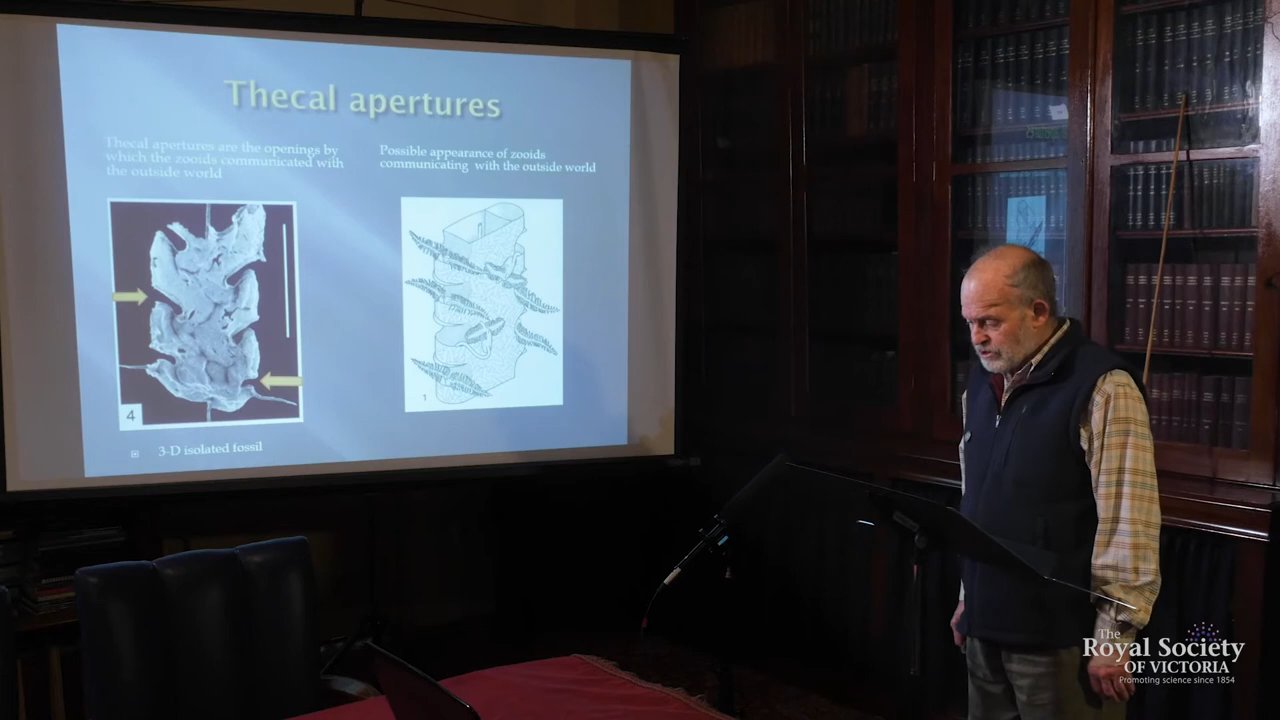 Thecal apertures
Thecal apertures are the openings by
which the zooids communicated with
the outside world
Possible appearance of zooids
communicating with the outside world
4
1
3-D isolated fossil
The
Royal Society
OF VICTORIA
Promoting science since 1854